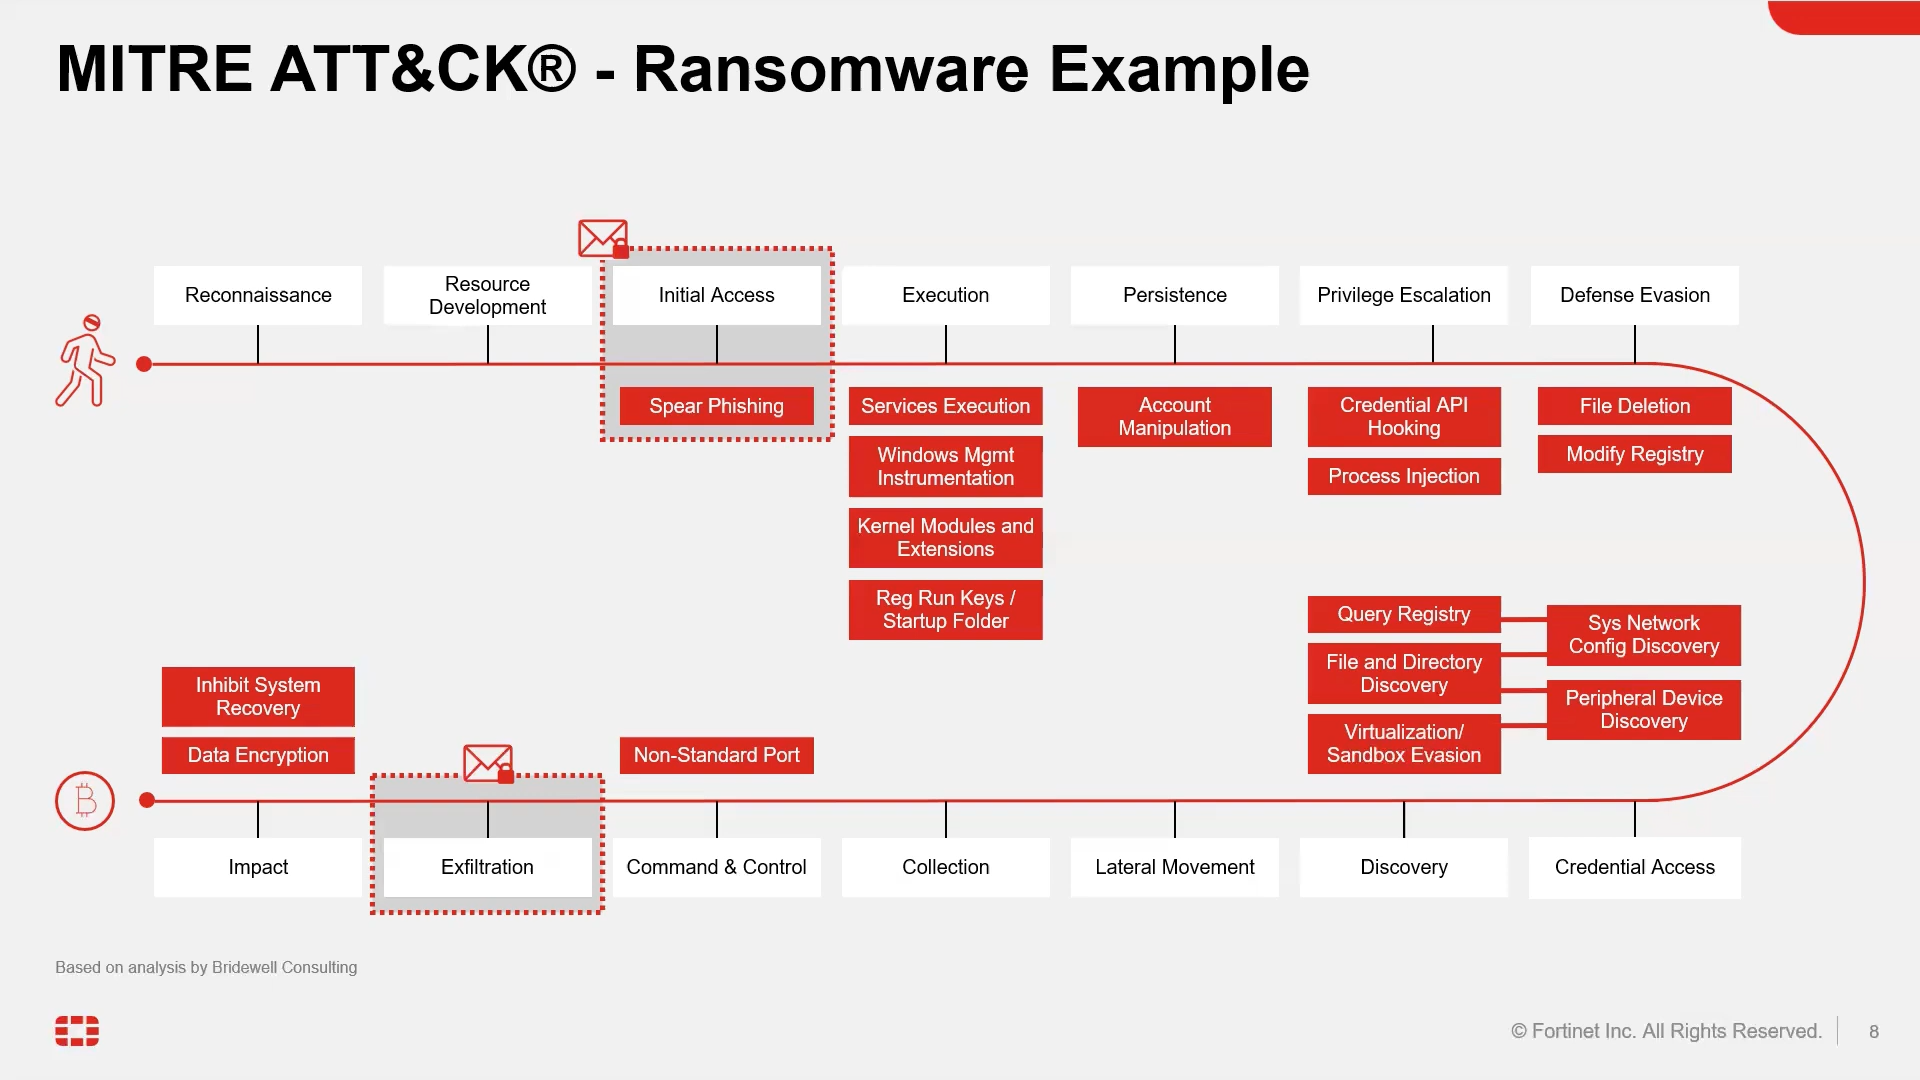 MITRE ATT&CK® - Ransomware Example
Reconnaissance
Resource
Development
Initial Access
Execution
Persistence
Privilege Escalation
Defense Evasion
Spear Phishing
Services Execution
Windows Mgmt
Instrumentation
Kernel Modules and
Extensions
Reg Run Keys /
Startup Folder
Account
Manipulation
Credential API
Hooking
Process Injection
File Deletion
Modify Registry
Query Registry
File and Directory
Discovery
Virtualization/
Sandbox Evasion
Sys Network
Config Discovery
Peripheral Device
Discovery
Inhibit System
Recovery
Data Encryption
Non-Standard Port
Impact
Exfiltration
Command & Control
Collection
Lateral Movement
Discovery
Credential Access
Based on analysis by Bridewell Consulting
© Fortinet Inc. All Rights Reserved.
8